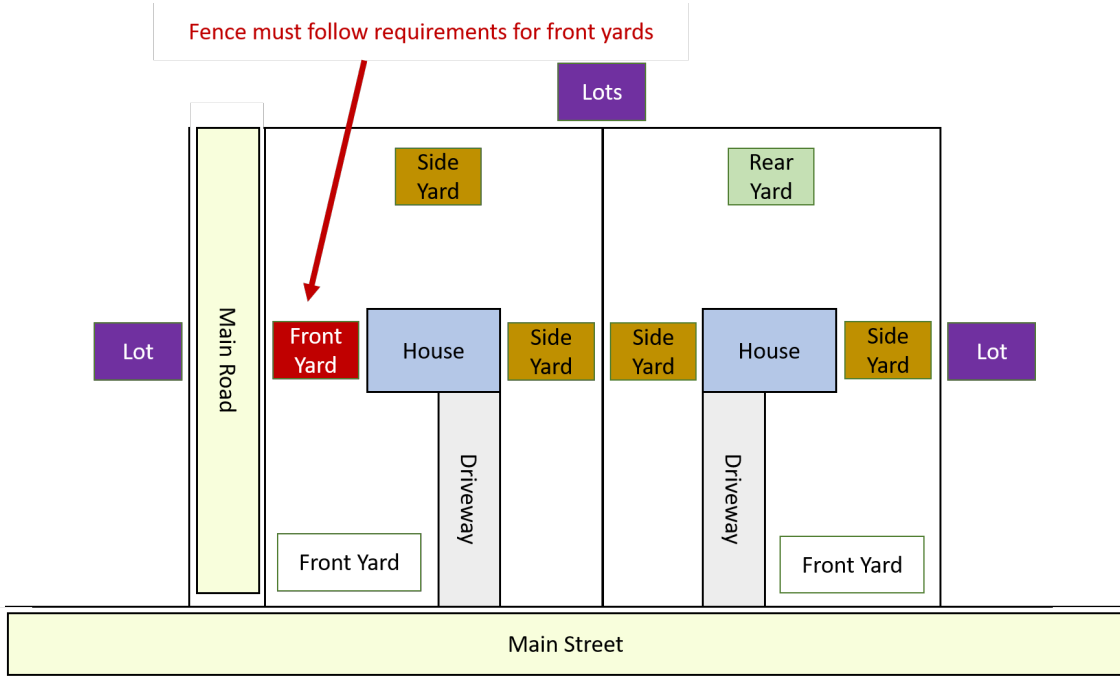 Fence must follow requirements for front yards
Lots
Side
Yard
Rear
Yard
Main Road
Lot
Front
Yard
House
Side
Yard
Side
Yard
House
Side
Yard
Lot
Driveway
Driveway
Front Yard
Front Yard
Main Street